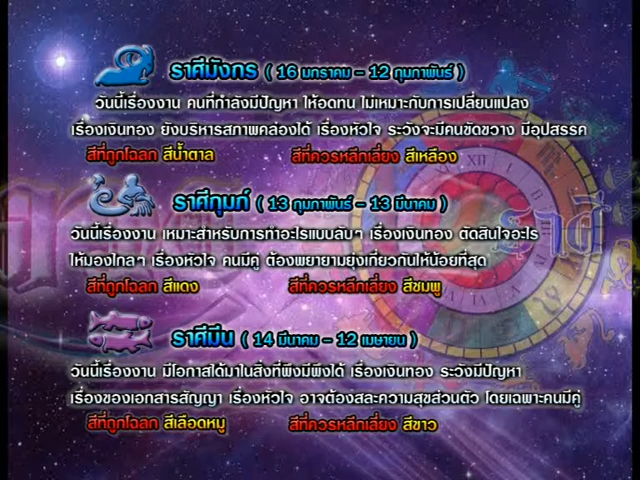 ราศีมังกร ( 16 มกราคม – 12 กุมภาพันธ์ )
วันนี้เรื่องงาน คนที่กำลังมีปัญหา ให้อดทน ไม่เหมาะกับการเปลี่ยนแปลง
เรื่องเงินทอง ยังบริหารสภาพคล่องได้ เรื่องหัวใจ ระวังจะมีคนขัดขวาง มีอุปสรรค
สีที่ถูกโฉลก สีน้ำตาล สีที่ควรหลีกเลี่ยง สีเหลือง
ราศีกุมภ์ ( 13 กุมภาพันธ์ – 13 มีนาคม )
วันนี้เรื่องงาน เหมาะสำหรับการทำอะไรแบบลับๆ เรื่องเงินทอง ตัดสินใจอะไร
ให้มองไกลๆ เรื่องหัวใจ คนมีคู่ ต้องพยายามยุ่งเกี่ยวกันให้น้อยที่สุด
สีที่ถูกโฉลก สีแดง สีที่ควรหลีกเลี่ยง สีชมพู
ราศีมีน ( 14 มีนาคม – 12 เมษายน )
วันนี้เรื่องงาน มีโอกาสได้มาในสิ่งที่พึงมีพึงได้ เรื่องเงินทอง ระวังมีปัญหา
เรื่องของเอกสารสัญญา เรื่องหัวใจ อาจต้องสละความสุขส่วนตัว โดยเฉพาะคนมีคู่
สีที่ถูกโฉลก สีเลือดหมู สีที่ควรหลีกเลี่ยง สีขาว